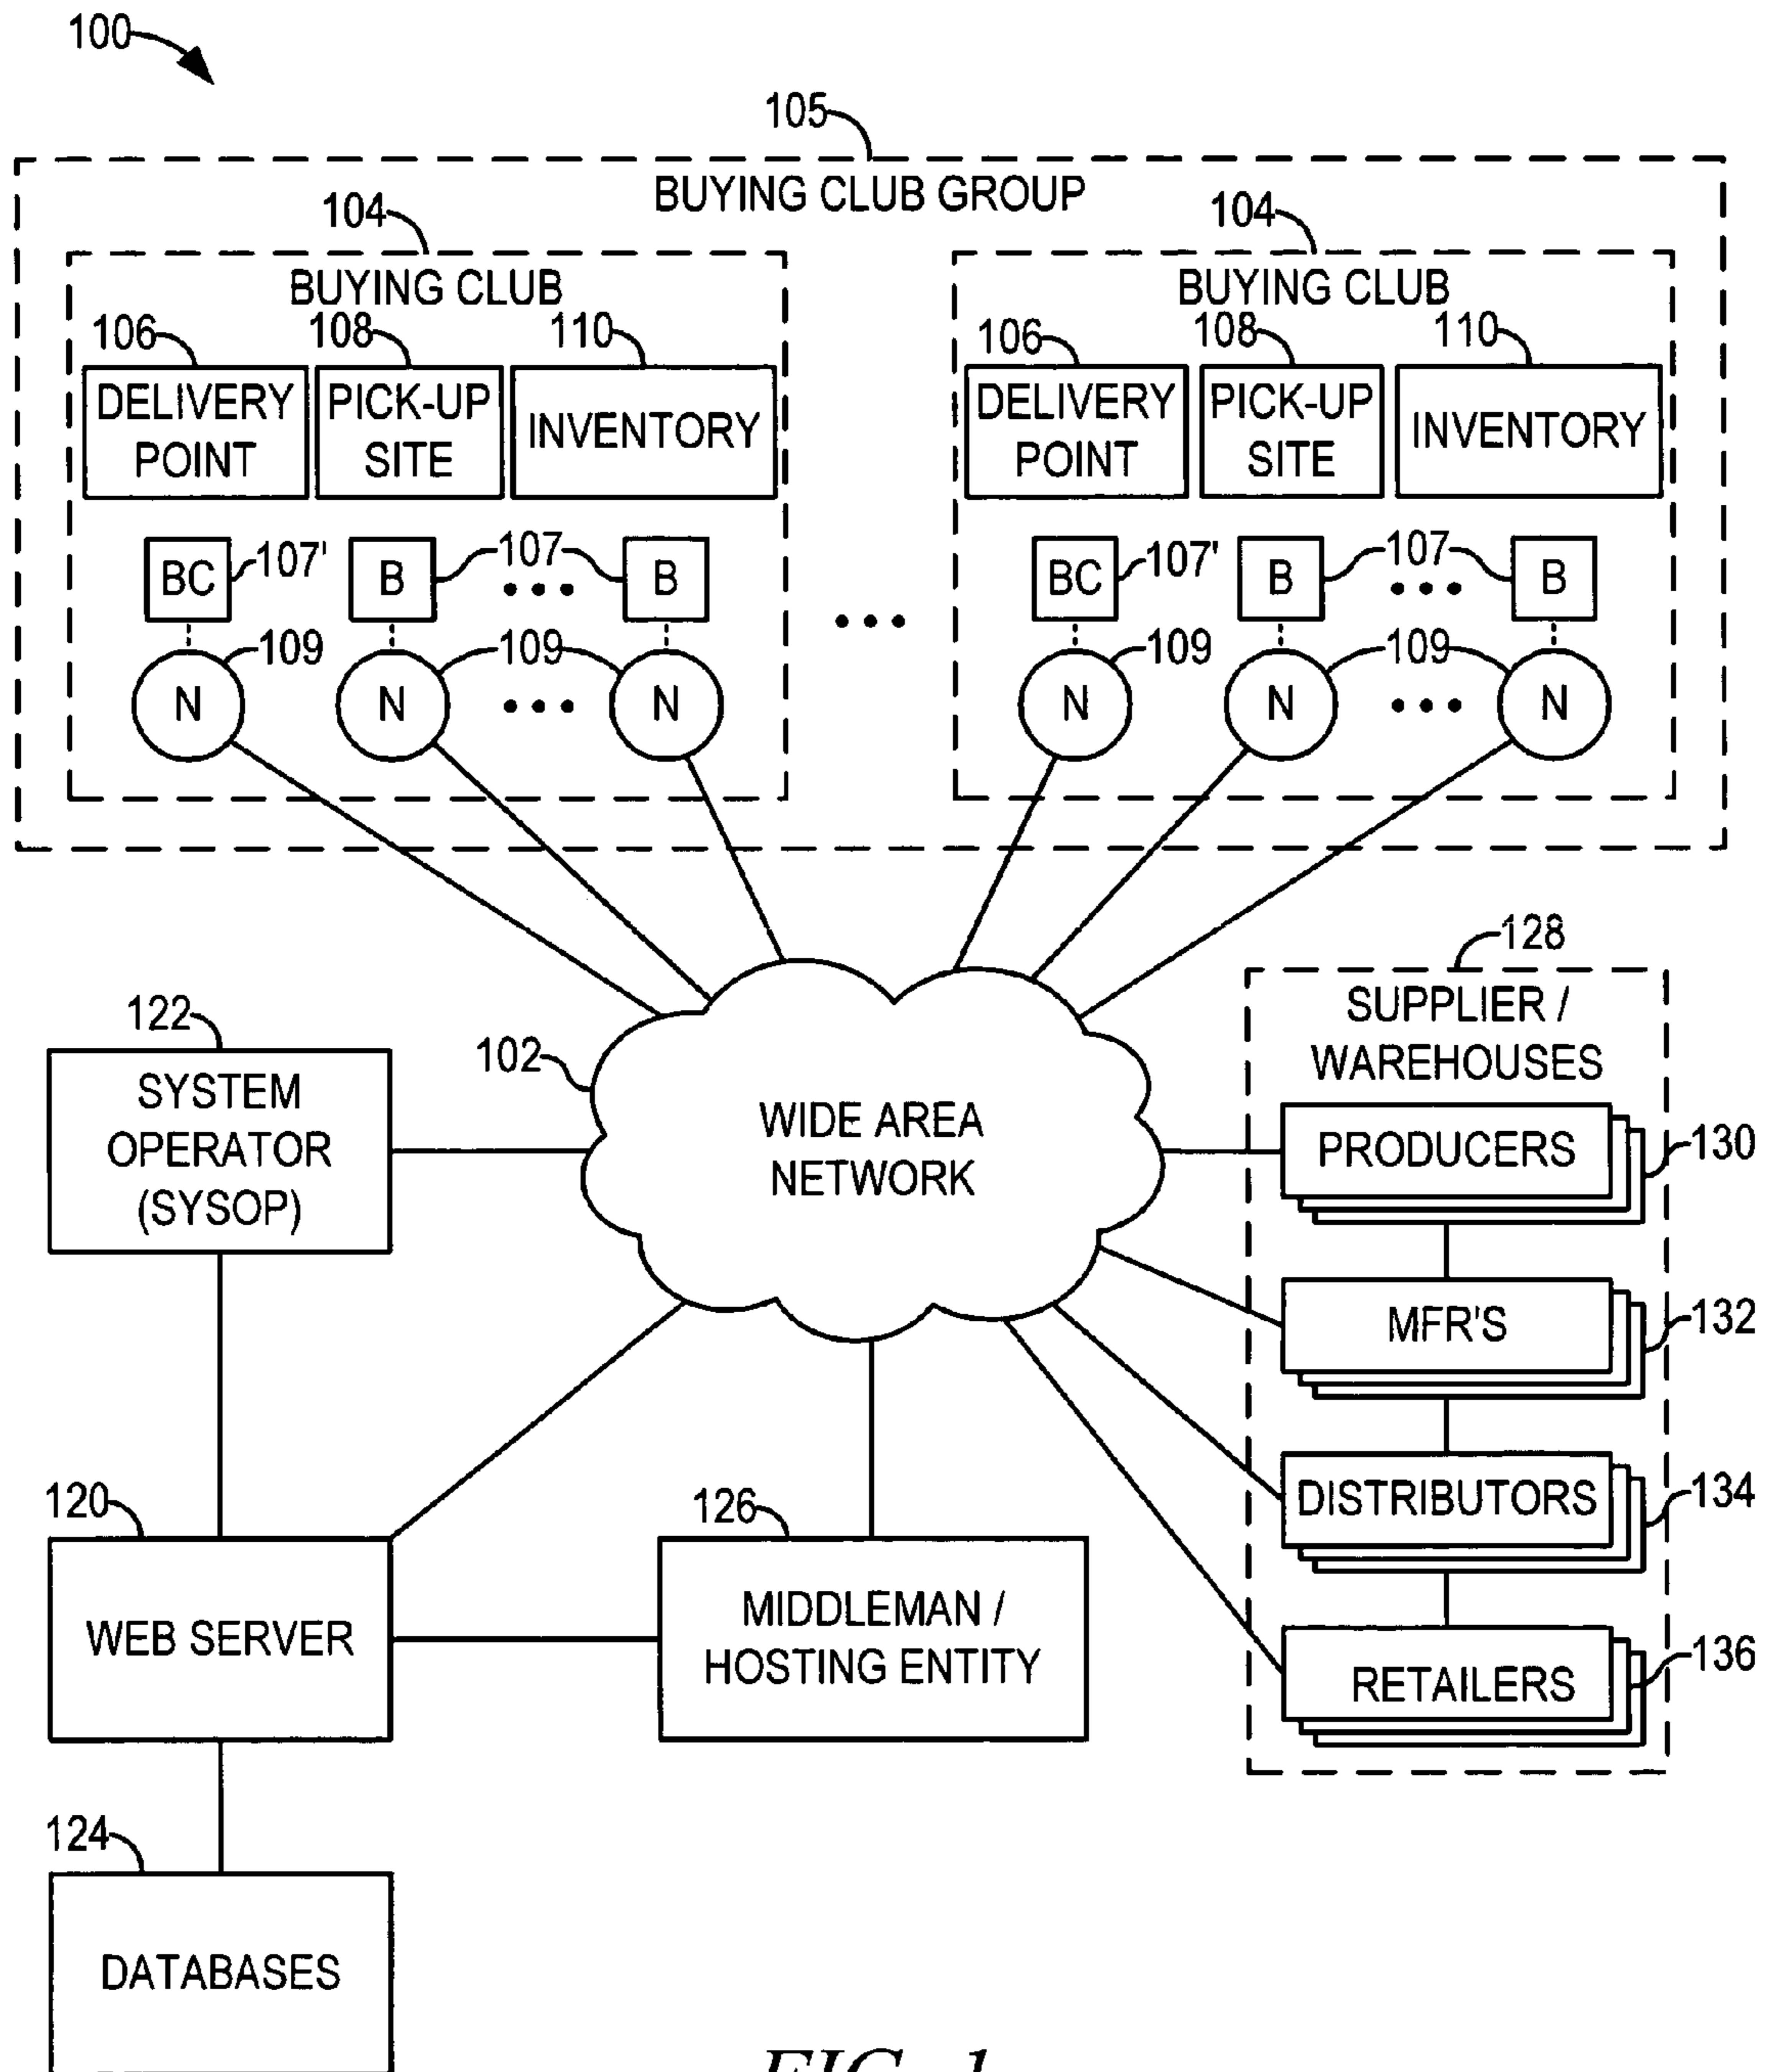 100
105
BUYING CLUB GROUP
104
104
BUYING CLUB
BUYING CLUB
106
108
110
106
108
110
DELIVERY
POINT
PICK-UP
SITE
INVENTORY
DELIVERY
POINT
PICK-UP
SITE
INVENTORY
BC
107'
B
107
B
BC
107'
B
107
B
109
109
109
109
N
N
N
N
N
N
128
SUPPLIER /
WAREHOUSES
122
SYSTEM
OPERATOR
(SYSOP)
102
WIDE AREA
NETWORK
PRODUCERS
130
MFR'S
132
DISTRIBUTORS
134
RETAILERS
136
120
WEB SERVER
126
MIDDLEMAN /
HOSTING ENTITY
124
DATABASES
FIG. 1